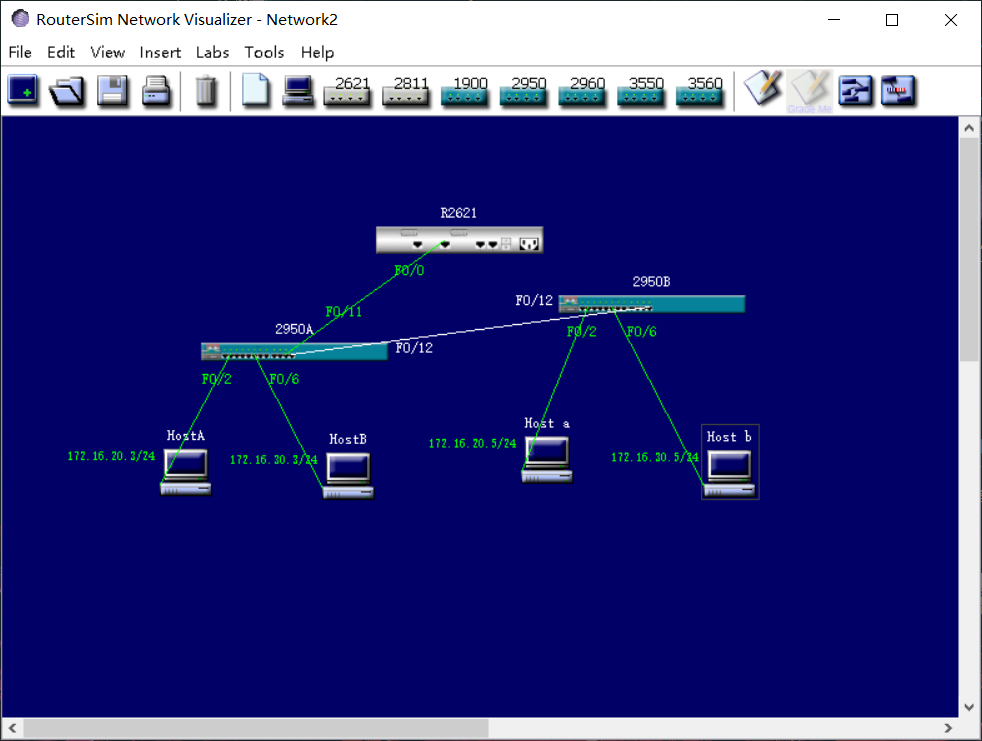 RouterSim Network Visualizer - Network2
File Edit View Insert Labs Tools Help
2621 2811 1900 2950 2960 3550 3560
Grade Me
R2621
F0/0
2950B
F0/12
F0/11
2950A
F0/2 F0/6
F0/12
F0/2 F0/6
Host a
HostA
HostB
Host b
172.16.20.5/24
172.16.20.3/24
172.16.30.3/24
172.16.30.5/24